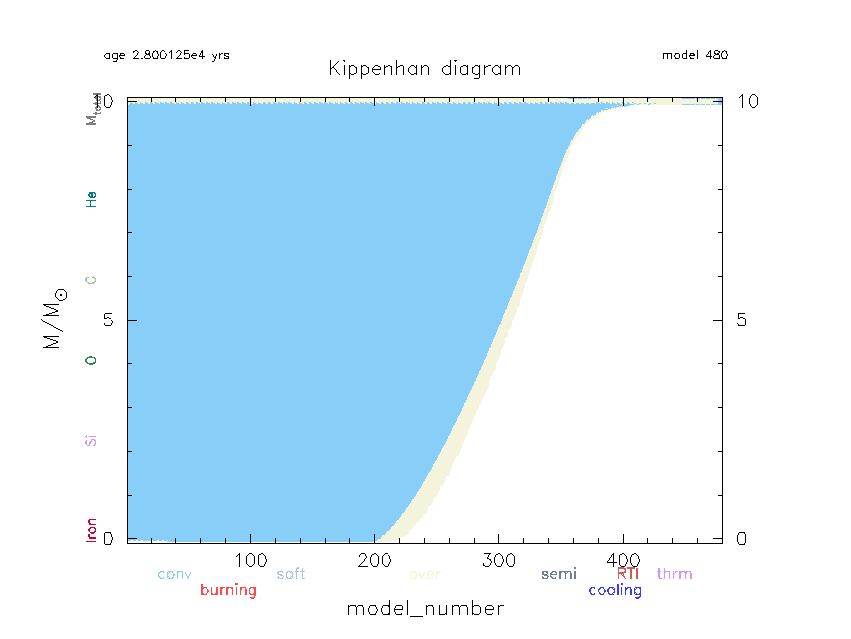 age 2.800125e4 yrs
model 480
Kippenhan diagram
M_total
He
C
O
Si
Iron
M/M☉
10
5
0
10
5
0
100
200
300
400
conv
soft
over
semi
RTI
thrm
burning
cooling
model_number